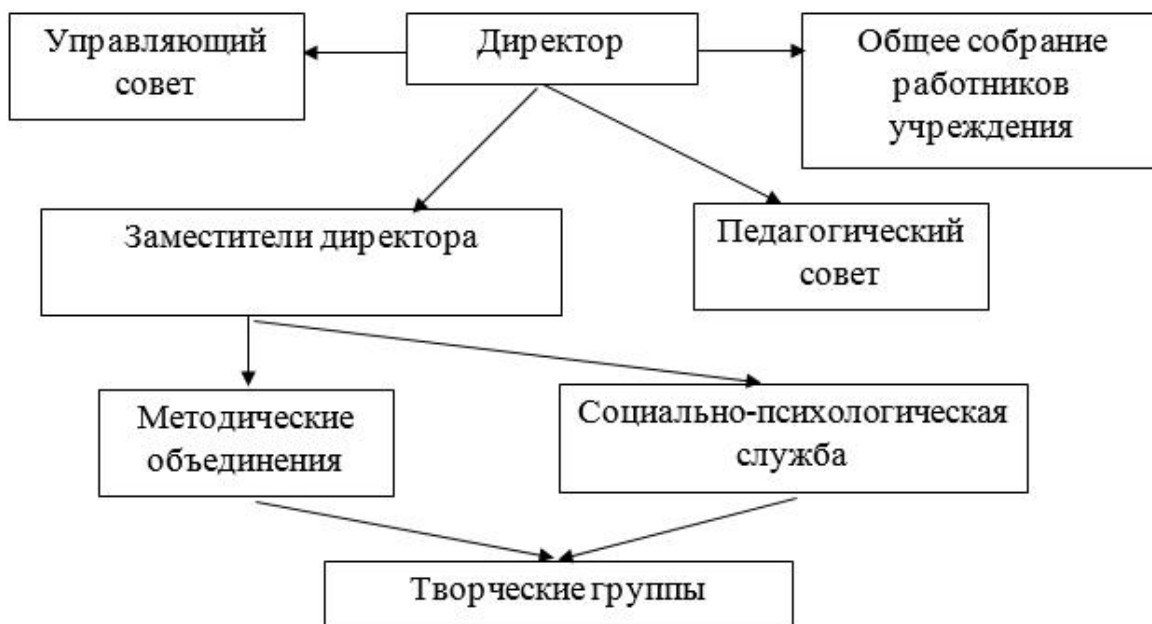 Управляющий
совет
Директор
Общее собрание
работников
учреждения
Заместители директора
Педагогический
совет
Методические
объединения
Социально-психологическая
служба
Творческие группы